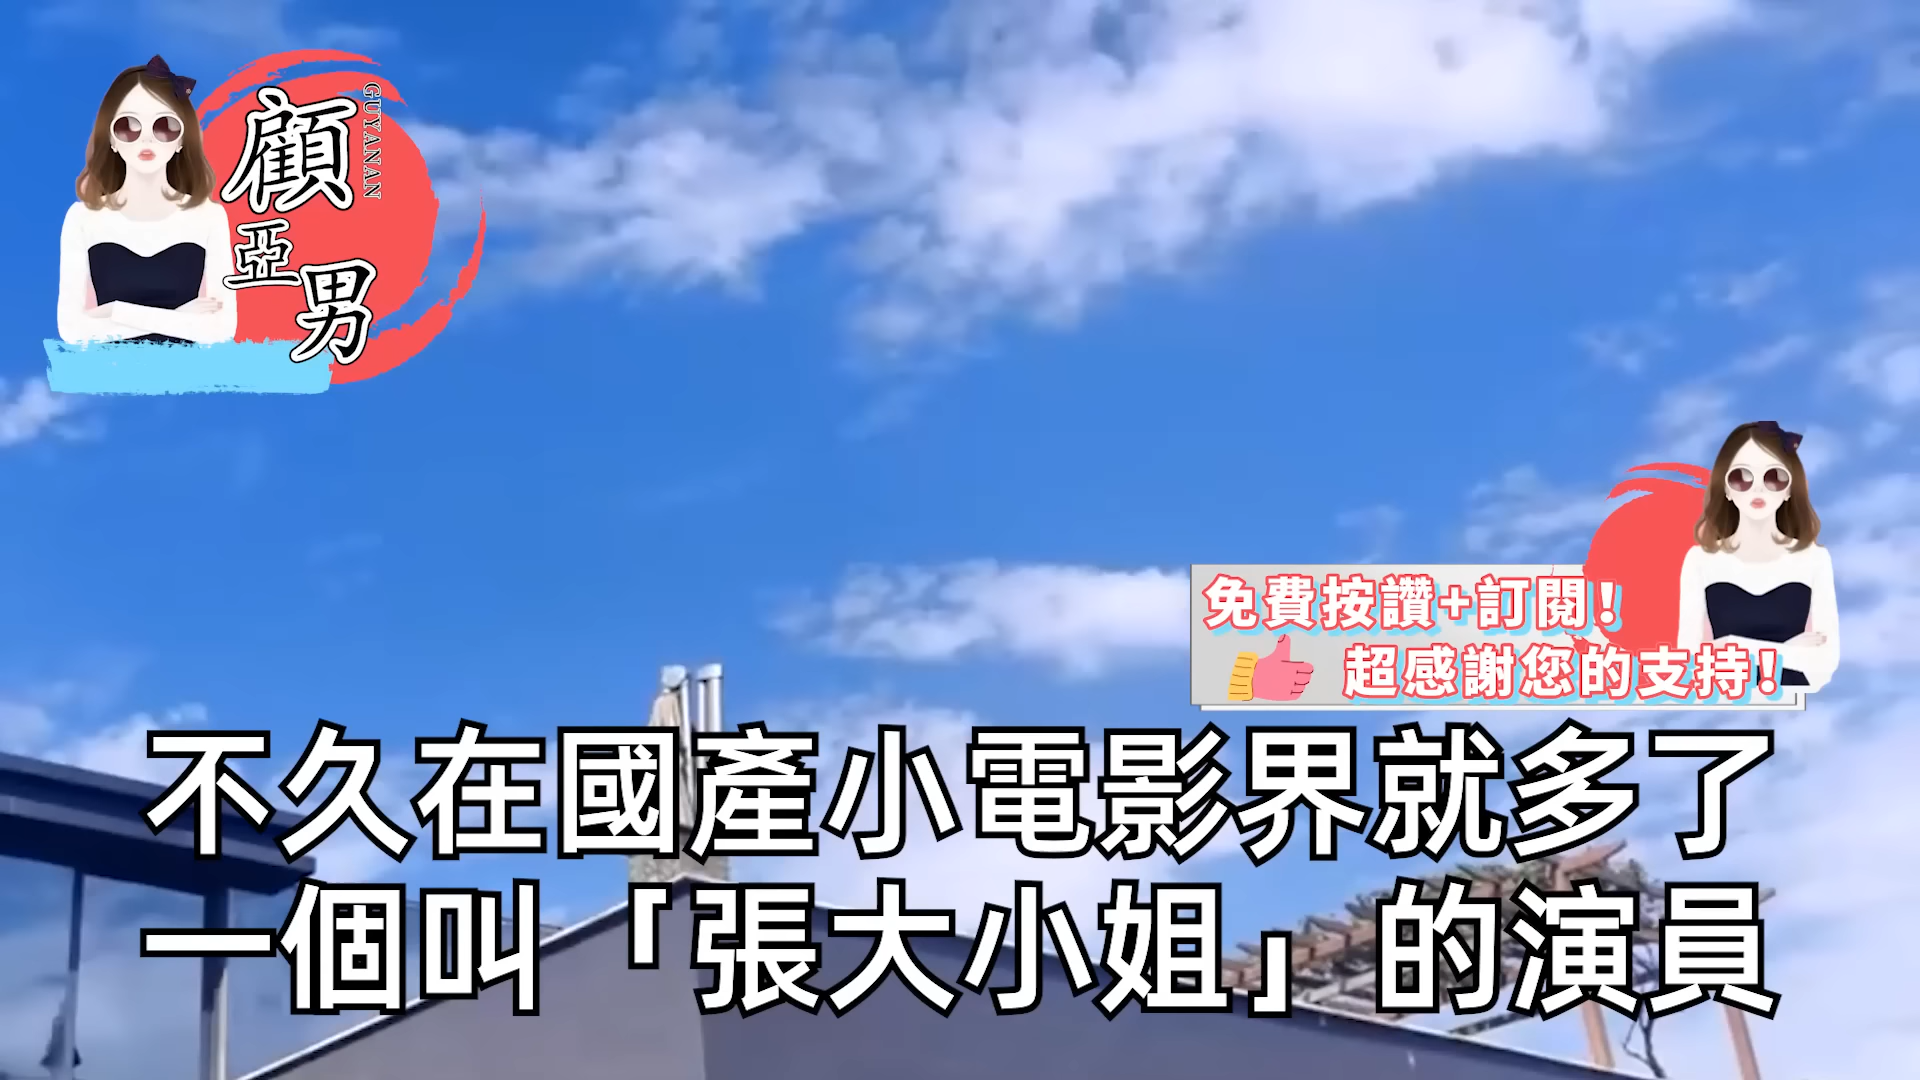 顧亞男
GUYANAN
免費按讚+訂閱!
超感謝您的支持!
不久在國產小電影界就多了
一個叫「張大小姐」的演員